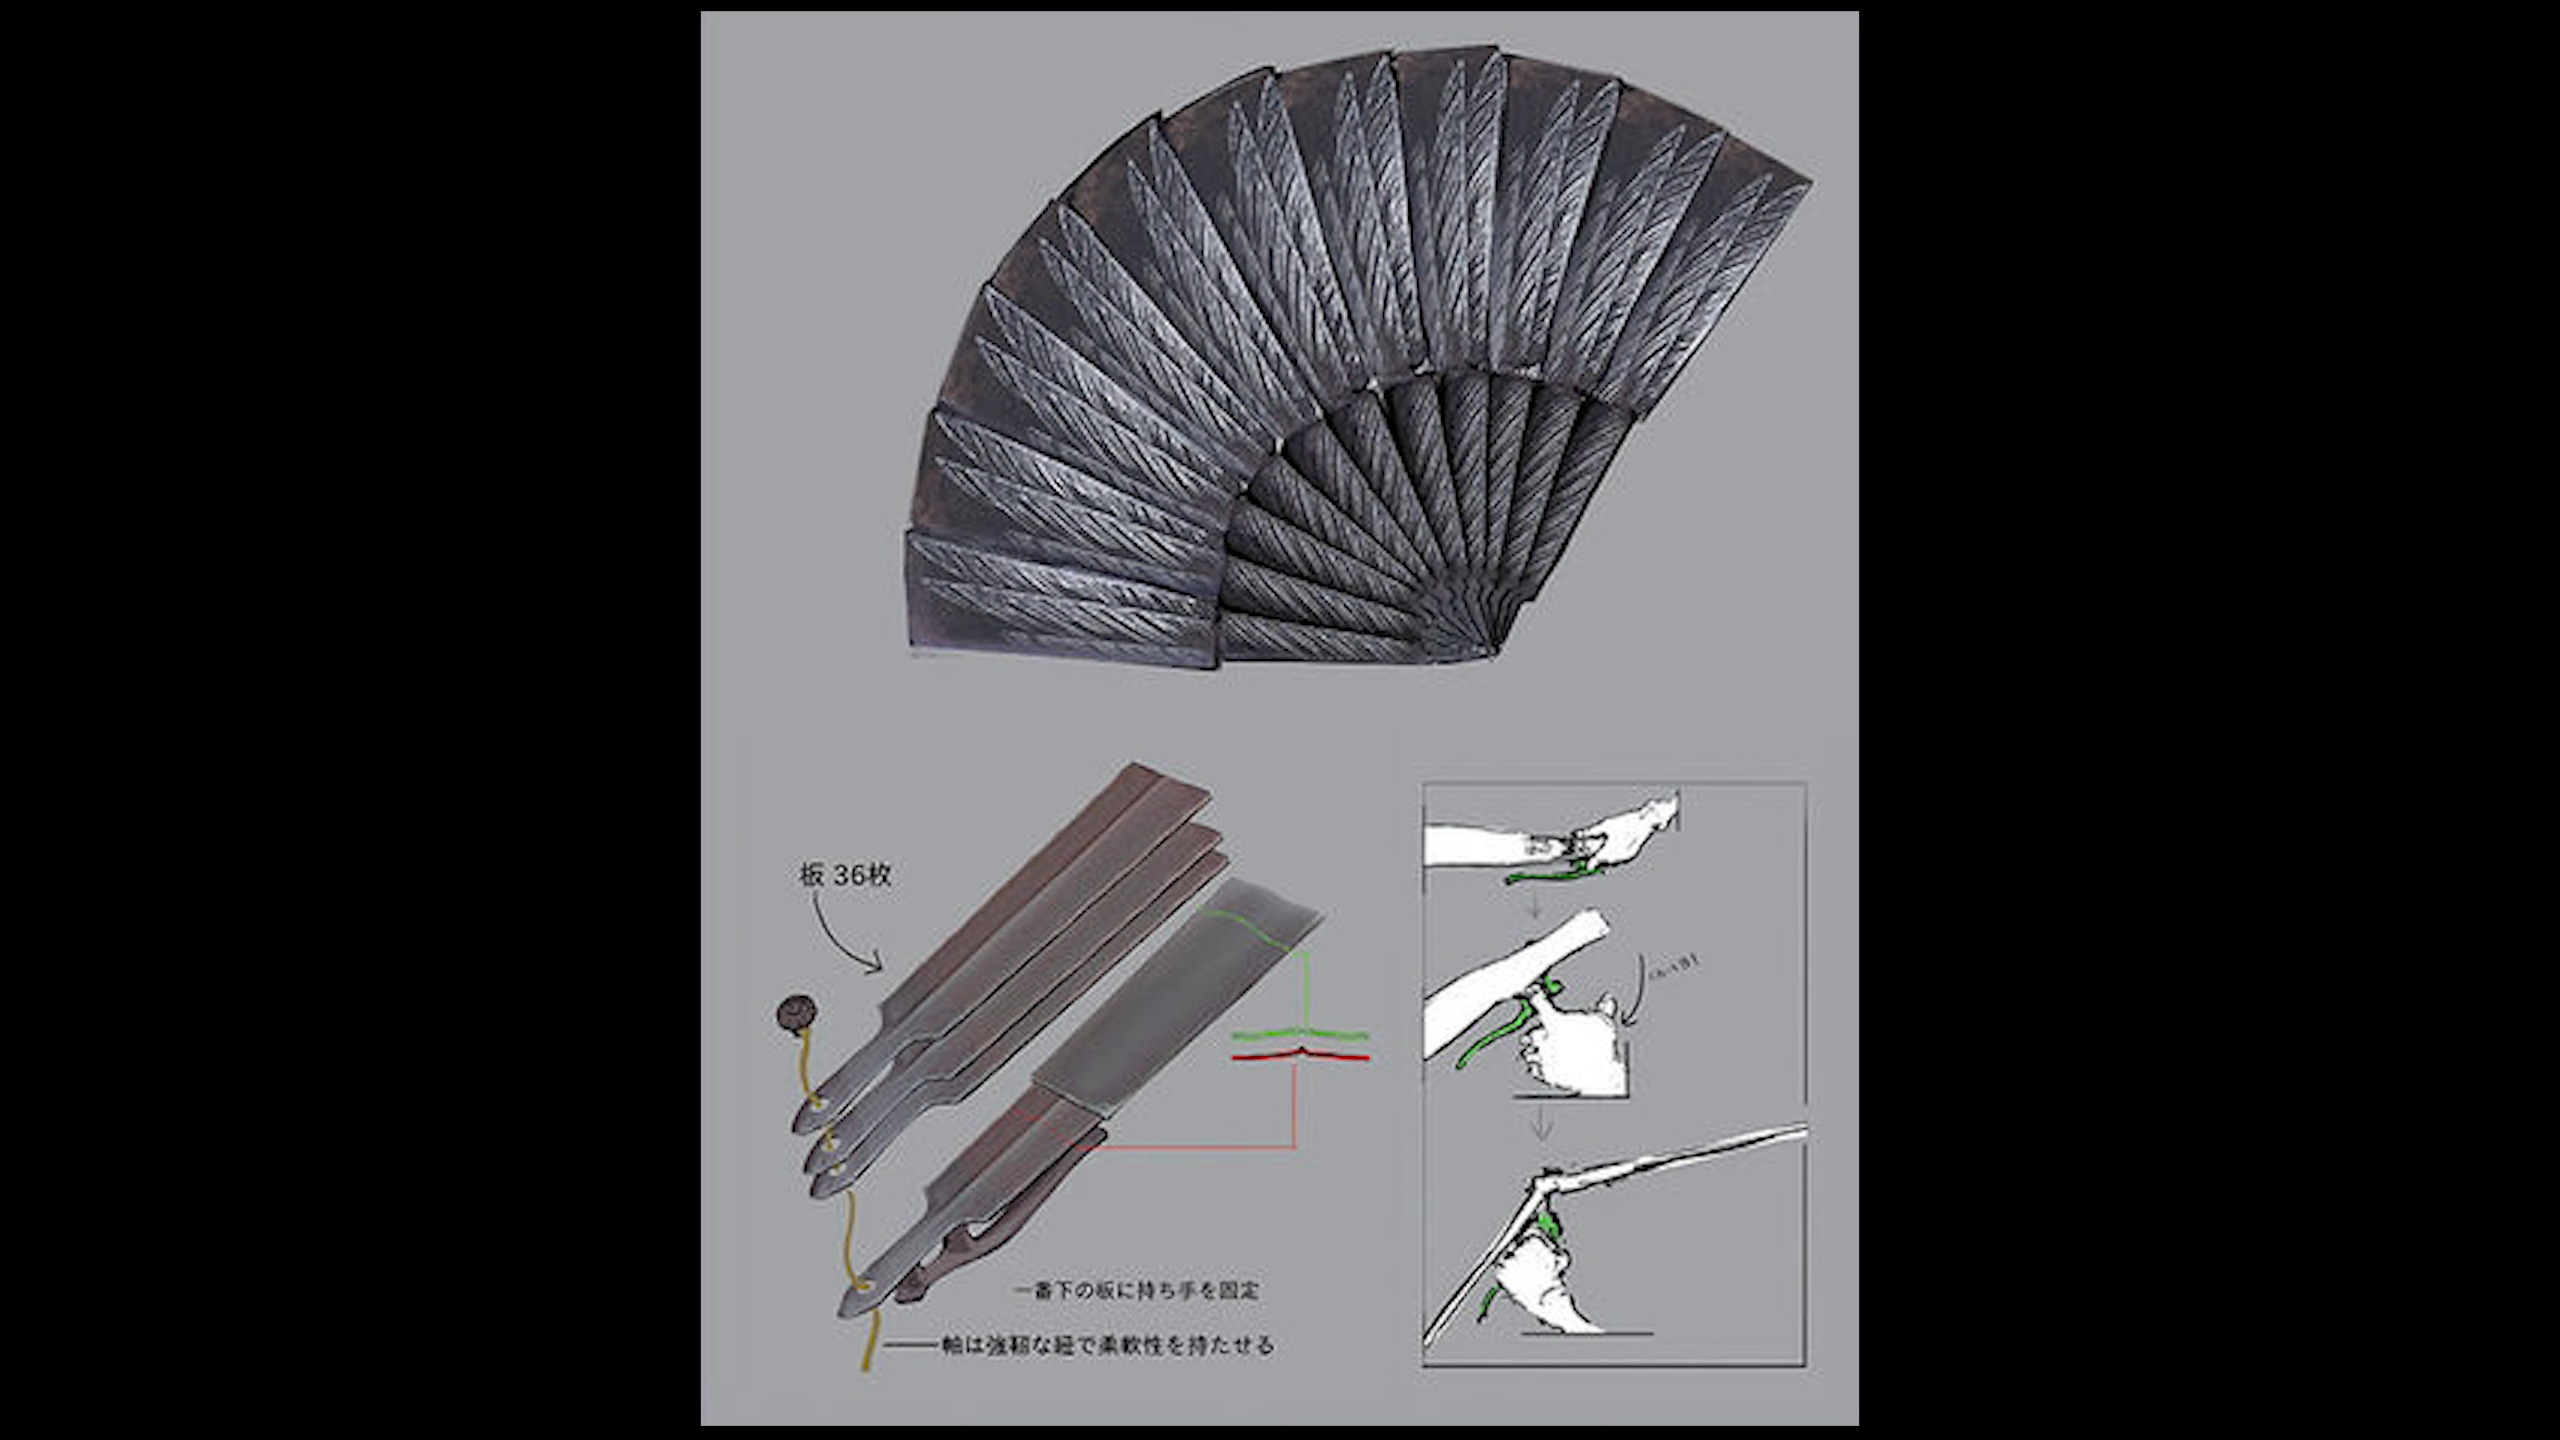 板 36枚
一番下の板に持ち手を固定
軸は強靭な紐で柔軟性を持たせる